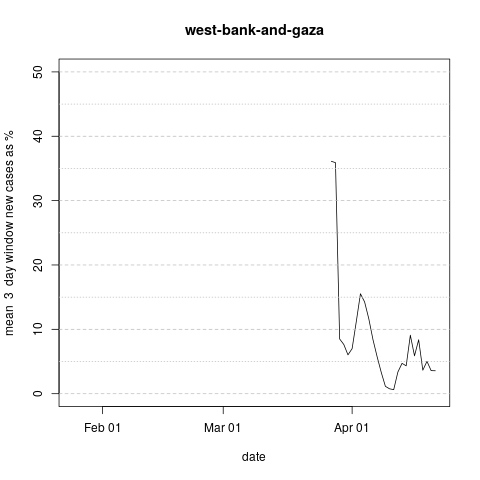 west-bank-and-gaza
mean 3 day window new cases as %
50
40
30
20
10
0
Feb 01
Mar 01
Apr 01
date